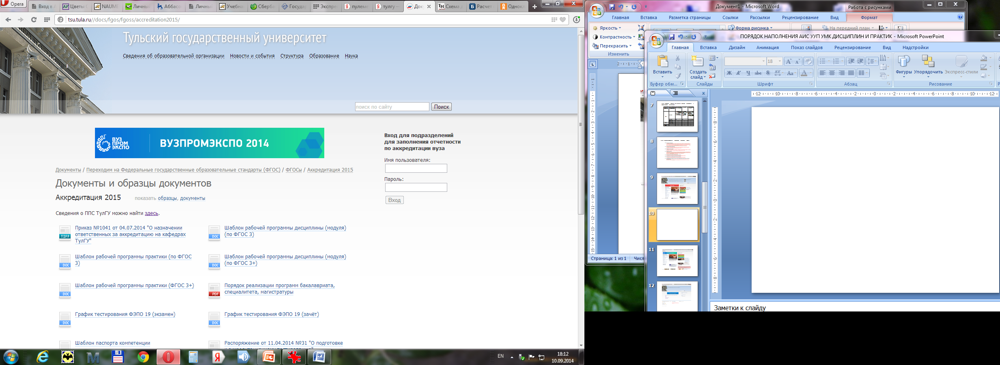 Opera
Вход в А
Цветы С
NAUME
Личный
Аббасо
Личны
Учебна
Сберба
Государ
Экспре
пулеме
тулгу —
Док
Схема д
Расчет
Однокл
tsu.tula.ru//docs/fgos/fgoss/accreditation2015/
Тульский государственный университет
Сведения об образовательной организации Новости и события Структура Образование Наука
поиск по сайту Поиск
ВУЗ
ПРОМ
ЭКСПО
ВУЗПРОМЭКСПО 2014
Вход для подразделений
для заполнения отчетности
по аккредитации вуза
Имя пользователя:
Пароль:
Вход
Документы / Переходим на Федеральные государственные образовательные стандарты (ФГОС) / ФГОСы / Аккредитация 2015
Документы и образцы документов
Аккредитация 2015 показать образцы, документы
Сведения о ППС ТулГУ можно найти здесь.
TIFF
Приказ №1041 от 04.07.2014 "О назначении
ответственных за аккредитацию на кафедрах
ТулГУ"
DOC
Шаблон рабочей программы дисциплины (модуля)
(по ФГОС 3)
DOC
Шаблон рабочей программы практики (по ФГОС
3)
DOC
Шаблон рабочей программы дисциплины (модуля)
(по ФГОС 3+)
DOC
Шаблон рабочей программы практики (ФГОС 3+)
PDF
Порядок реализации программ бакалавриата,
специалитета, магистратуры
DOC
График тестирования ФЭПО 19 (экзамен)
DOC
График тестирования ФЭПО 19 (зачёт)
Шаблон паспорта компетенции
Распоряжение от 11.04.2014 №31 "О подготовке
EN
18:12
10.09.2014
Документ1 - Microsoft Word
Работа с рисунками
Главная Вставка Разметка страницы Ссылки Рассылки Рецензирование Вид Формат
Яркость
Контрастность
Перекрасить
Изменить
Форма рисунка
На передний план
Страница: 1 из 1
Числ
ПОРЯДОК НАПОЛНЕНИЯ АИС УУП УМК ДИСЦИПЛИН И ПРАКТИК - Microsoft PowerPoint
Главная Вставка Дизайн Анимация Показ слайдов Рецензирование Вид Надстройки
Вставить
Буфер обм...
Создать
слайд
Слайды
18
Ж К Ч abc S AV Aa A
Шрифт
Абзац
Фигуры Упорядочить Экспресс-стили
Рисование
7
8
9
10
11
12
Заметки к слайду